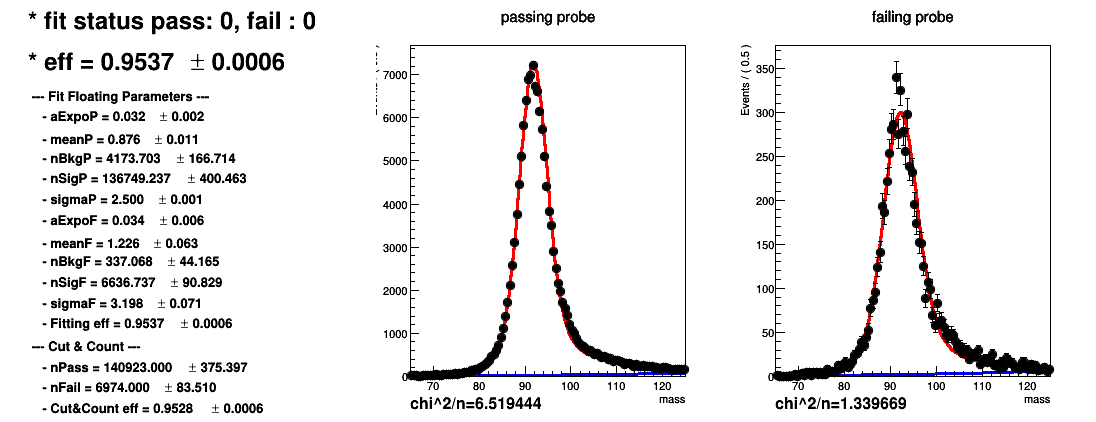 * fit status pass: 0, fail : 0
* eff = 0.9537 ± 0.0006
--- Fit Floating Parameters ---
- aExpoP = 0.032 ± 0.002
- meanP = 0.876 ± 0.011
- nBkgP = 4173.703 ± 166.714
- nSigP = 136749.237 ± 400.463
- sigmaP = 2.500 ± 0.001
- aExpoF = 0.034 ± 0.006
- meanF = 1.226 ± 0.063
- nBkgF = 337.068 ± 44.165
- nSigF = 6636.737 ± 90.829
- sigmaF = 3.198 ± 0.071
- Fitting eff = 0.9537 ± 0.0006
--- Cut & Count ---
- nPass = 140923.000 ± 375.397
- nFail = 6974.000 ± 83.510
- Cut&Count eff = 0.9528 ± 0.0006
passing probe
7000
6000
5000
4000
3000
2000
1000
0
70 80 90 100 110 120
mass
chi^2/n=6.519444
failing probe
Events / ( 0.5 )
350
300
250
200
150
100
50
0
70 80 90 100 110 120
mass
chi^2/n=1.339669